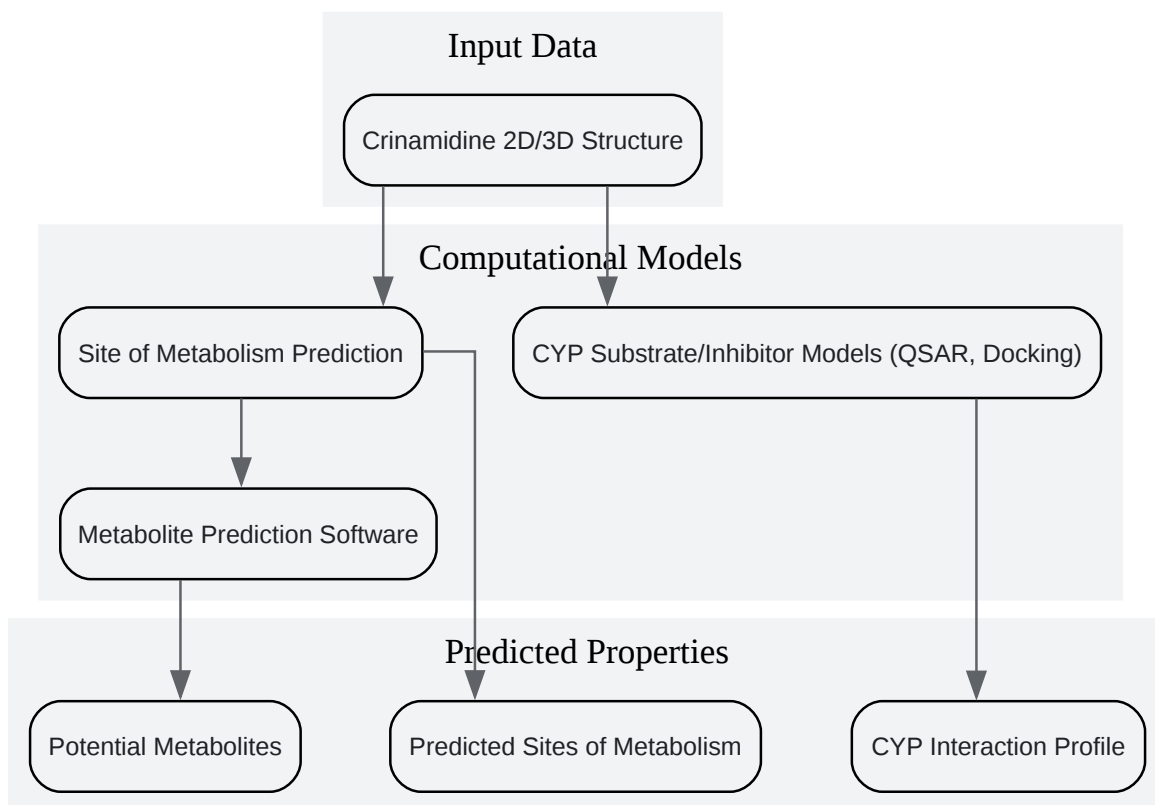 Input Data
Crinamidine 2D/3D Structure
Computational Models
Site of Metabolism Prediction
CYP Substrate/Inhibitor Models (QSAR, Docking)
Metabolite Prediction Software
Predicted Properties
Potential Metabolites
Predicted Sites of Metabolism
CYP Interaction Profile